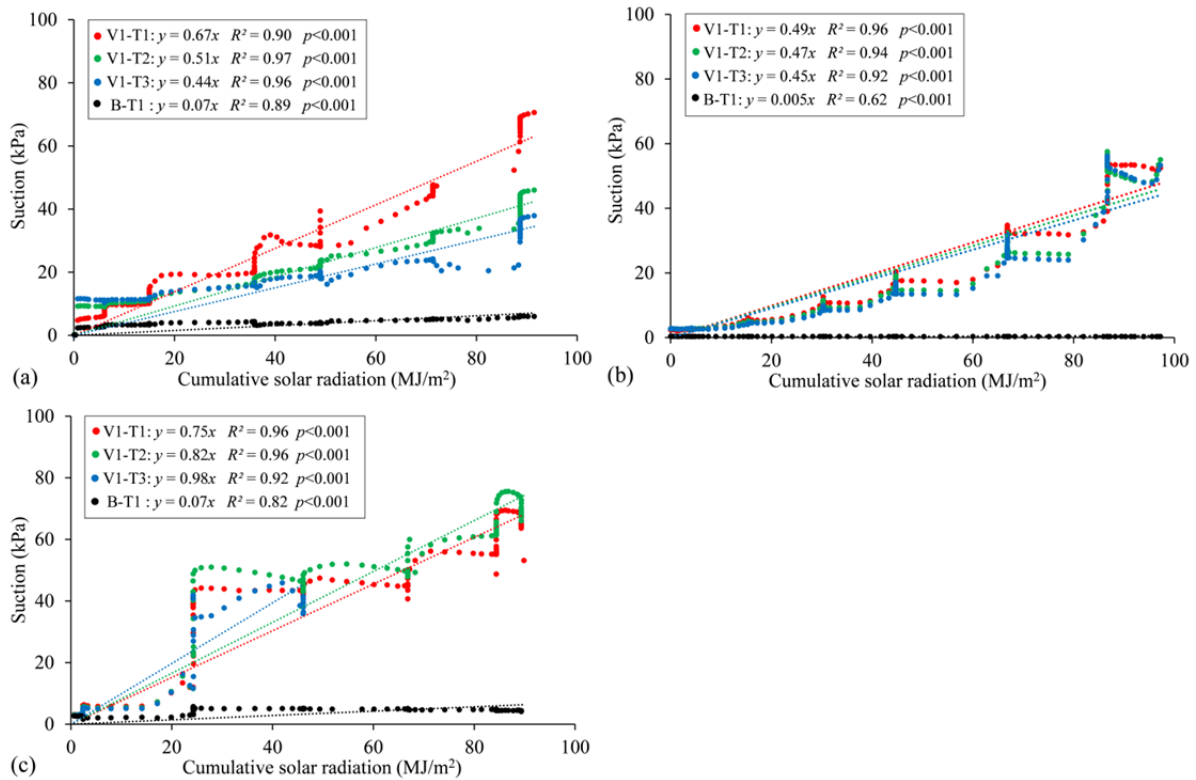 100
80
60
40
20
0
Suction (kPa)
V1-T1: y = 0.67x R² = 0.90 p<0.001
V1-T2: y = 0.51x R² = 0.97 p<0.001
V1-T3: y = 0.44x R² = 0.96 p<0.001
B-T1 : y = 0.07x R² = 0.89 p<0.001
0 20 40 60 80 100
Cumulative solar radiation (MJ/m²)
(a)
100
80
60
40
20
0
Suction (kPa)
V1-T1: y = 0.49x R² = 0.96 p<0.001
V1-T2: y = 0.47x R² = 0.94 p<0.001
V1-T3: y = 0.45x R² = 0.92 p<0.001
B-T1: y = 0.005x R² = 0.62 p<0.001
0 20 40 60 80 100
Cumulative solar radiation (MJ/m²)
(b)
100
80
60
40
20
0
Suction (kPa)
V1-T1: y = 0.75x R² = 0.96 p<0.001
V1-T2: y = 0.82x R² = 0.96 p<0.001
V1-T3: y = 0.98x R² = 0.92 p<0.001
B-T1 : y = 0.07x R² = 0.82 p<0.001
0 20 40 60 80 100
Cumulative solar radiation (MJ/m²)
(c)